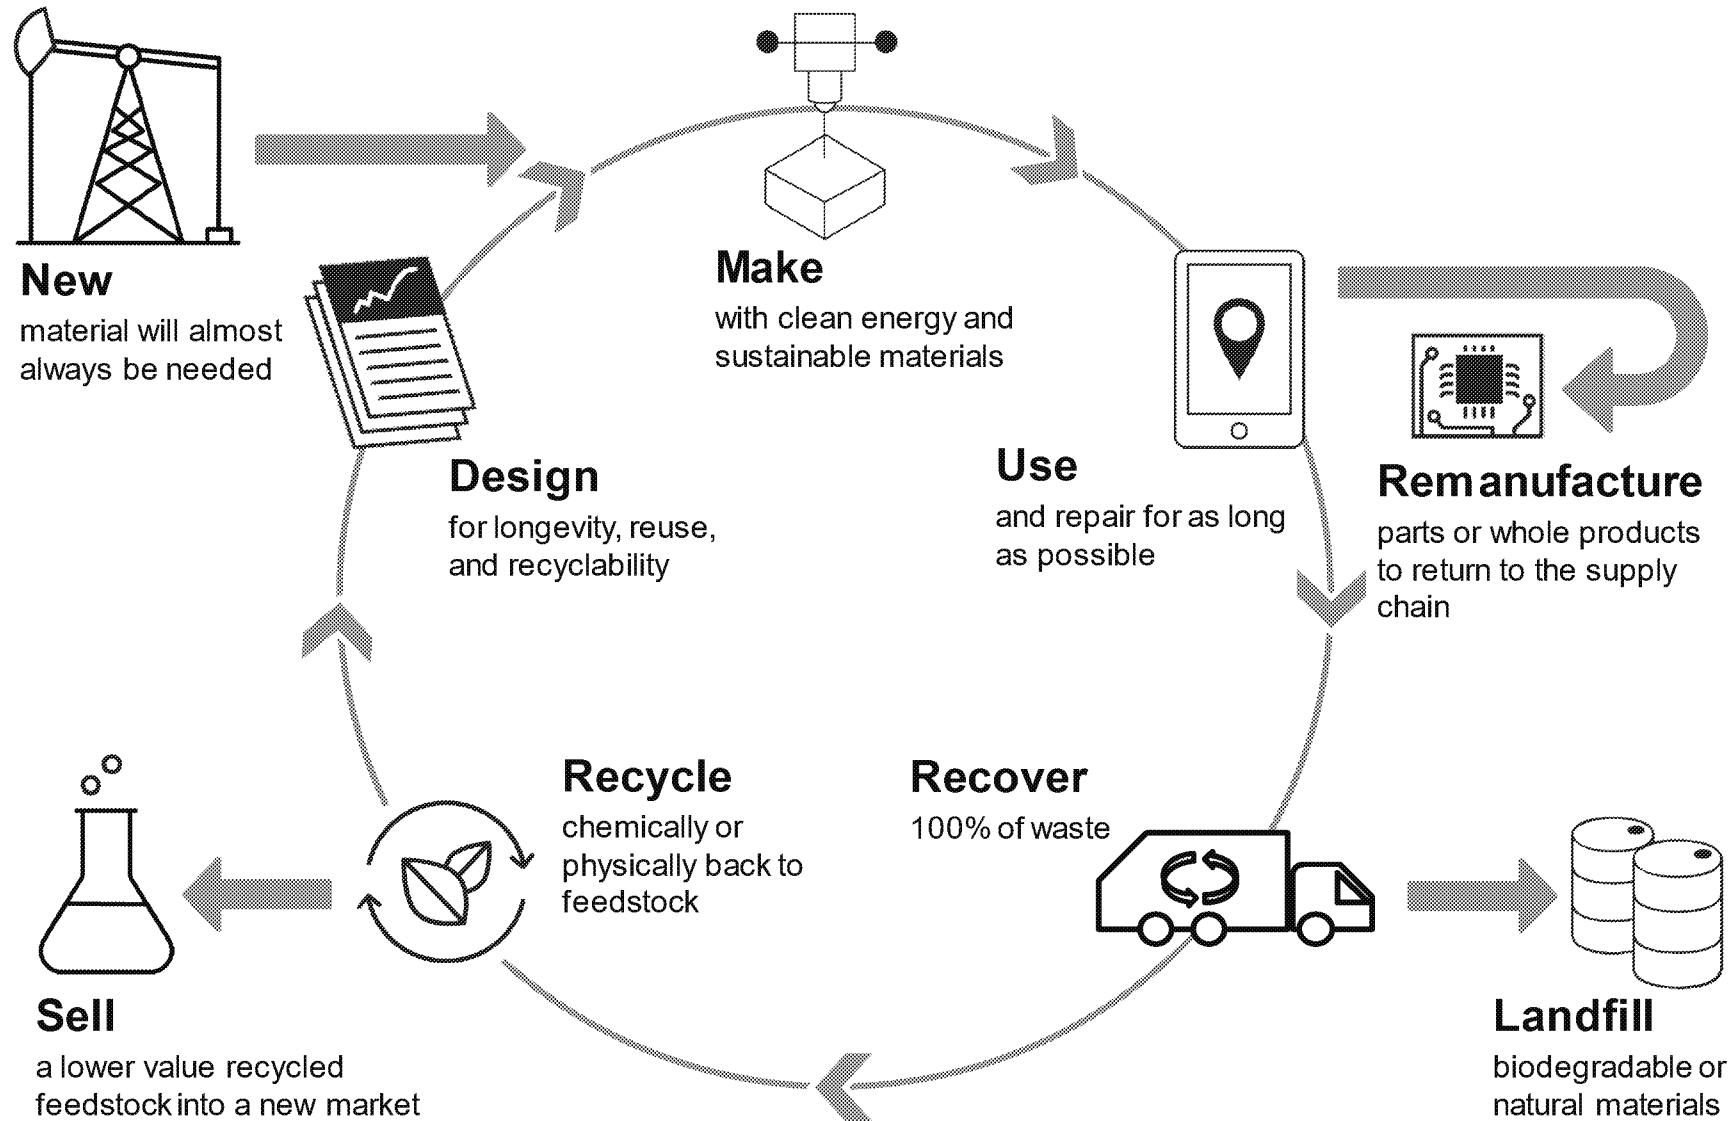 New
material will almost
always be needed
Make
with clean energy and
sustainable materials
Design
for longevity, reuse,
and recyclability
Use
and repair for as long
as possible
Remanufacture
parts or whole products
to return to the supply
chain
Recycle
chemically or
physically back to
feedstock
Recover
100% of waste
Sell
a lower value recycled
feedstock into a new market
Landfill
biodegradable or
natural materials